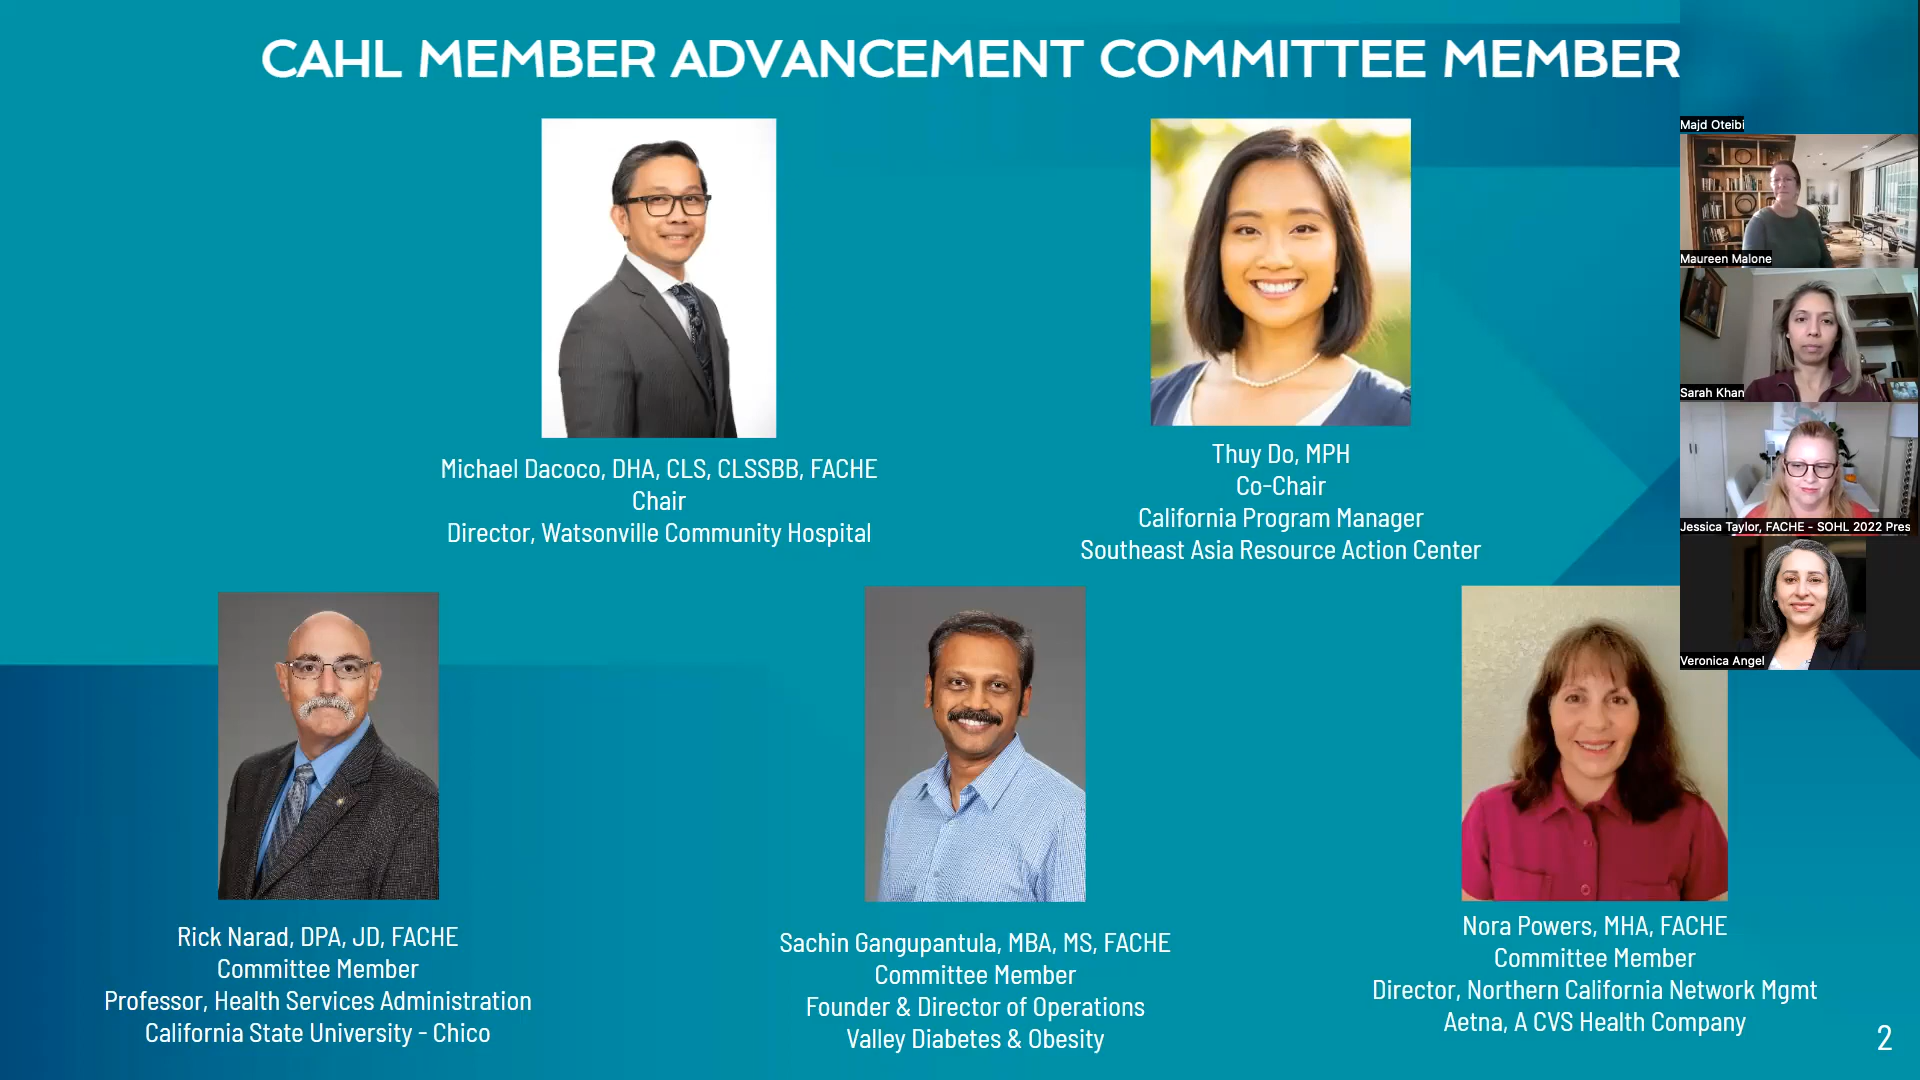 CAHL MEMBER ADVANCEMENT COMMITTEE MEMBER
Michael Dacoco, DHA, CLS, CLSSBB, FACHE
Chair
Director, Watsonville Community Hospital
Thuy Do, MPH
Co-Chair
California Program Manager
Southeast Asia Resource Action Center
Rick Narad, DPA, JD, FACHE
Committee Member
Professor, Health Services Administration
California State University - Chico
Sachin Gangupantula, MBA, MS, FACHE
Committee Member
Founder & Director of Operations
Valley Diabetes & Obesity
Nora Powers, MHA, FACHE
Committee Member
Director, Northern California Network Mgmt
Aetna, A CVS Health Company
2
Majd Oteibi
Maureen Malone
Sarah Khan
Jessica Taylor, FACHE - SOHL 2022 Pres
Veronica Angel